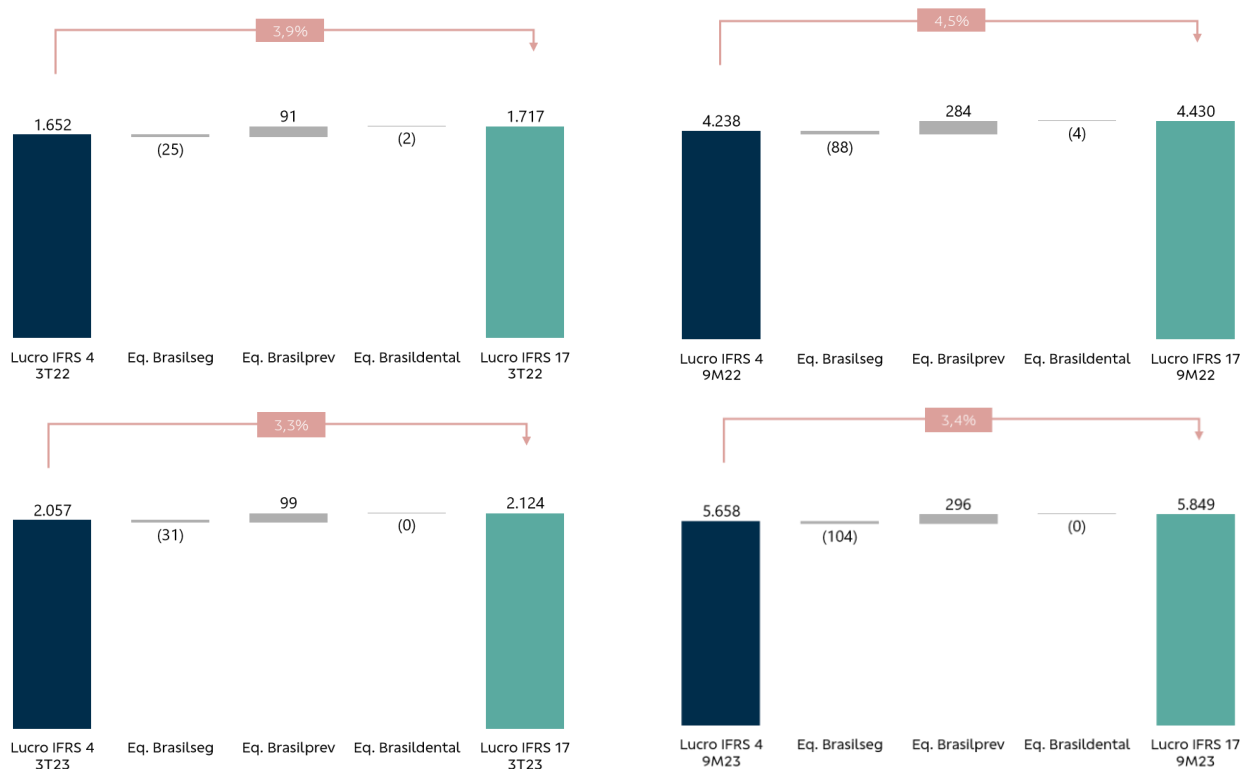 3,9%
1.652
(25)
91
(2)
1.717
Lucro IFRS 4
3T22
Eq. Brasilseg
Eq. Brasilprev
Eq. Brasildental
Lucro IFRS 17
3T22
4,5%
4.238
(88)
284
(4)
4.430
Lucro IFRS 4
9M22
Eq. Brasilseg
Eq. Brasilprev
Eq. Brasildental
Lucro IFRS 17
9M22
3,3%
2.057
(31)
99
(0)
2.124
Lucro IFRS 4
3T23
Eq. Brasilseg
Eq. Brasilprev
Eq. Brasildental
Lucro IFRS 17
3T23
3,4%
5.658
(104)
296
(0)
5.849
Lucro IFRS 4
9M23
Eq. Brasilseg
Eq. Brasilprev
Eq. Brasildental
Lucro IFRS 17
9M23